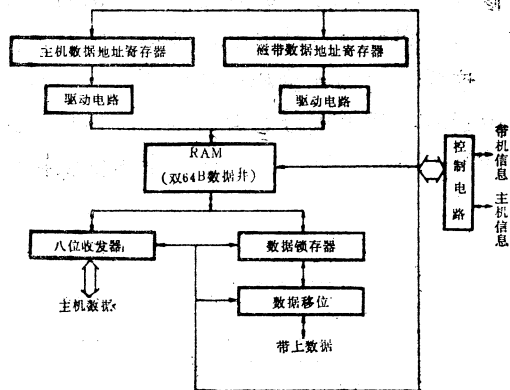 主机数据地址寄存器
磁带数据地址寄存器
驱动电路
驱动电路
RAM
(双64B数据井)
控制电路
带机信息
主机信息
八位收发器
数据锁存器
数据移位
主机数据
带上数据